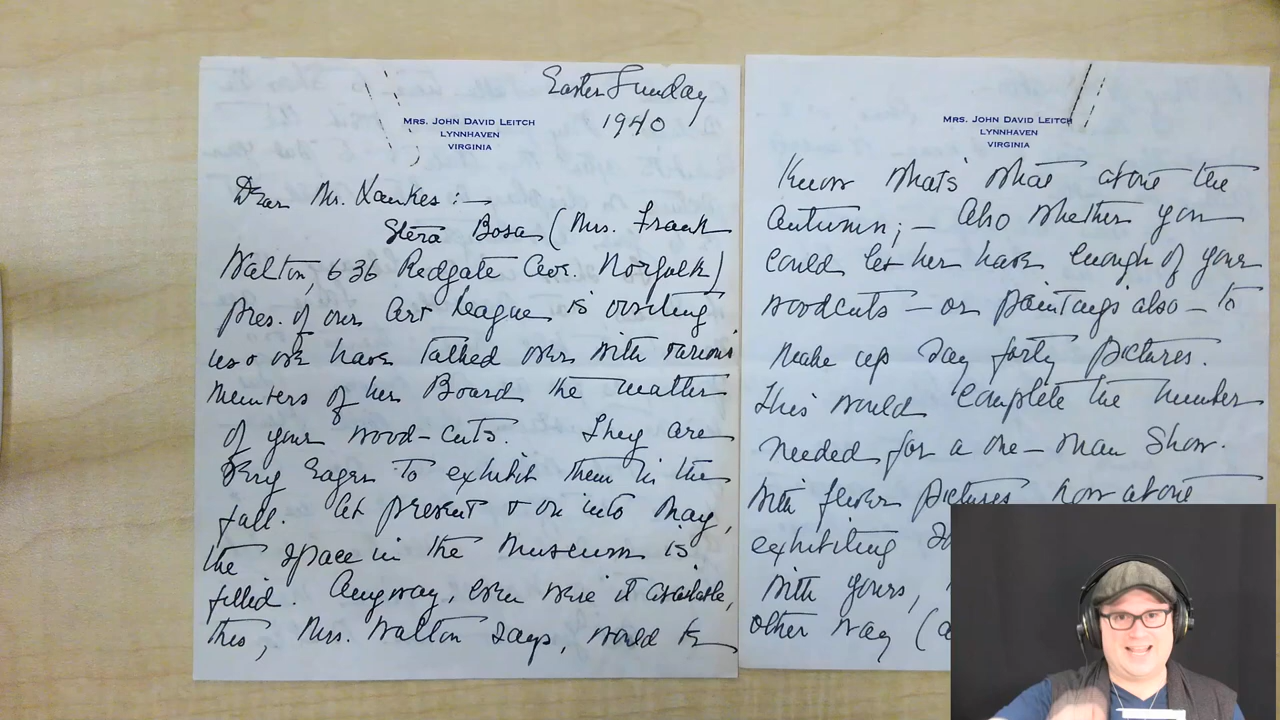 Easter Sunday
1940
MRS. JOHN DAVID LEITCH
LYNNHAVEN
VIRGINIA
Dear Mr. Lankes:—
Bosa (Mrs. Frank
Walton, 636 Redgate Ave. Norfolk)
pres. of our Art League is visiting
us & we have talked over with various
members of her Board the matter
of your wood-cuts. They are
very eager to exhibit them in the
fall. At present & on into May,
the space in the Museum is
filled. Anyway, even were it available,
this, Mrs. Walton says, would be
MRS. JOHN DAVID LEITCH
LYNNHAVEN
VIRGINIA
Know what's what about the
autumn; — Also whether you
could let her have enough of your
woodcuts — or paintings also — to
make up say forty pictures.
This would complete the number
needed for a one-man show.
With fewer pictures how about
exhibiting
with yours,
other way (